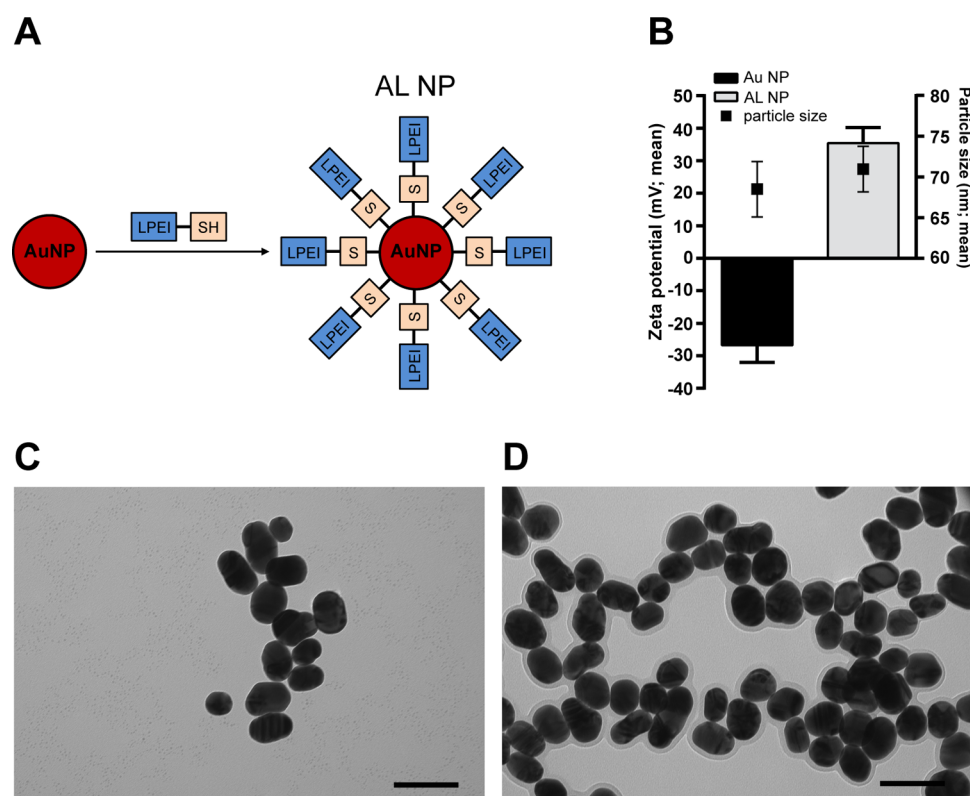 A
B
AL NP
LPEI
LPEI
LPEI
S
S
S
LPEI
SH
AuNP
LPEI
S
AuNP
S
LPEI
S
S
S
LPEI
LPEI
LPEI
Au NP
AL NP
particle size
Zeta potential (mV; mean)
50
40
30
20
10
0
-10
-20
-30
-40
80
75
70
65
60
Particle size (nm; mean)
C
D